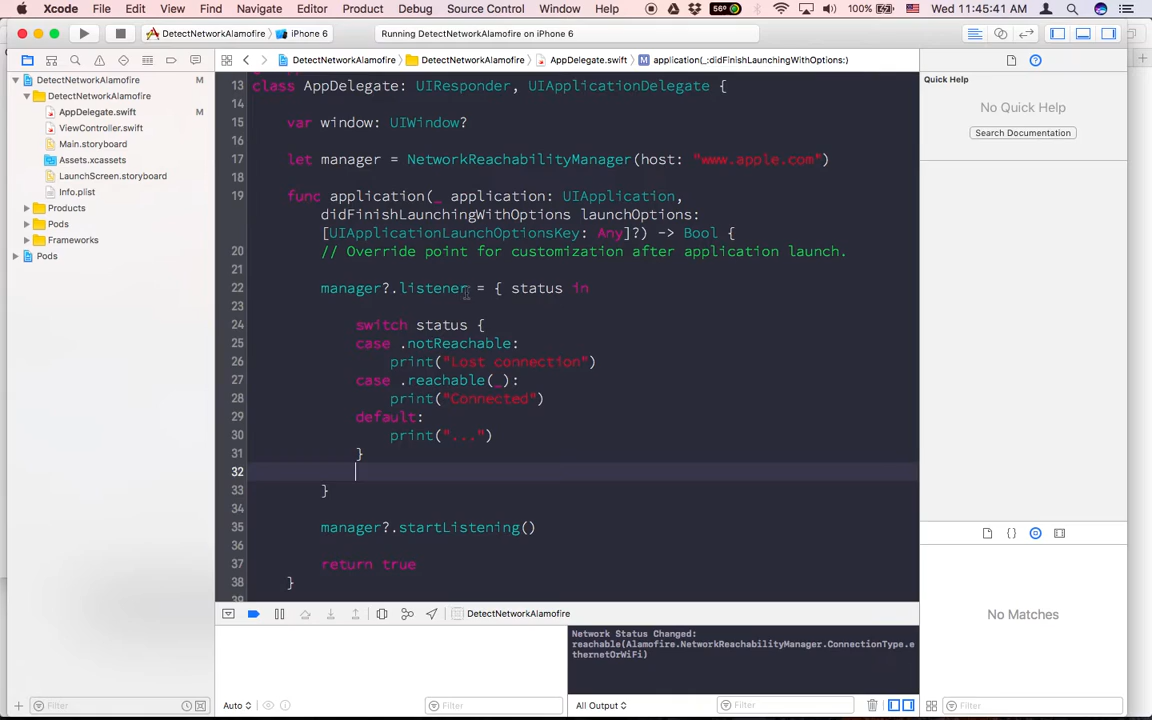 Xcode File Edit View Find Navigate Editor Product Debug Source Control Window Help 56° 100% Wed 11:45:41 AM
DetectNetworkAlamofire iPhone 6 Running DetectNetworkAlamofire on iPhone 6
DetectNetworkAlamofire DetectNetworkAlamofire AppDelegate.swift M application(_:didFinishLaunchingWithOptions:)
DetectNetworkAlamofire M
DetectNetworkAlamofire
AppDelegate.swift M
ViewController.swift
Main.storyboard
Assets.xcassets
LaunchScreen.storyboard
Info.plist
Products
Pods
Frameworks
Pods
13 class AppDelegate: UIResponder, UIApplicationDelegate {
14
15 var window: UIWindow?
16
17 let manager = NetworkReachabilityManager(host: "www.apple.com")
18
19 func application(_ application: UIApplication,
didFinishLaunchingWithOptions launchOptions:
[UIApplicationLaunchOptionsKey: Any]?) -> Bool {
20 // Override point for customization after application launch.
21
22 manager?.listener = { status in
23
24 switch status {
25 case .notReachable:
26 print("Lost connection")
27 case .reachable(_):
28 print("Connected")
29 default:
30 print("...")
31 }
32
33 }
34
35 manager?.startListening()
36
37 return true
38 }
Quick Help
No Quick Help
Search Documentation
No Matches
DetectNetworkAlamofire
Network Status Changed:
reachable(Alamofire.NetworkReachabilityManager.ConnectionType.e
thernetOrWiFi)
Filter Auto Filter All Output Filter Filter